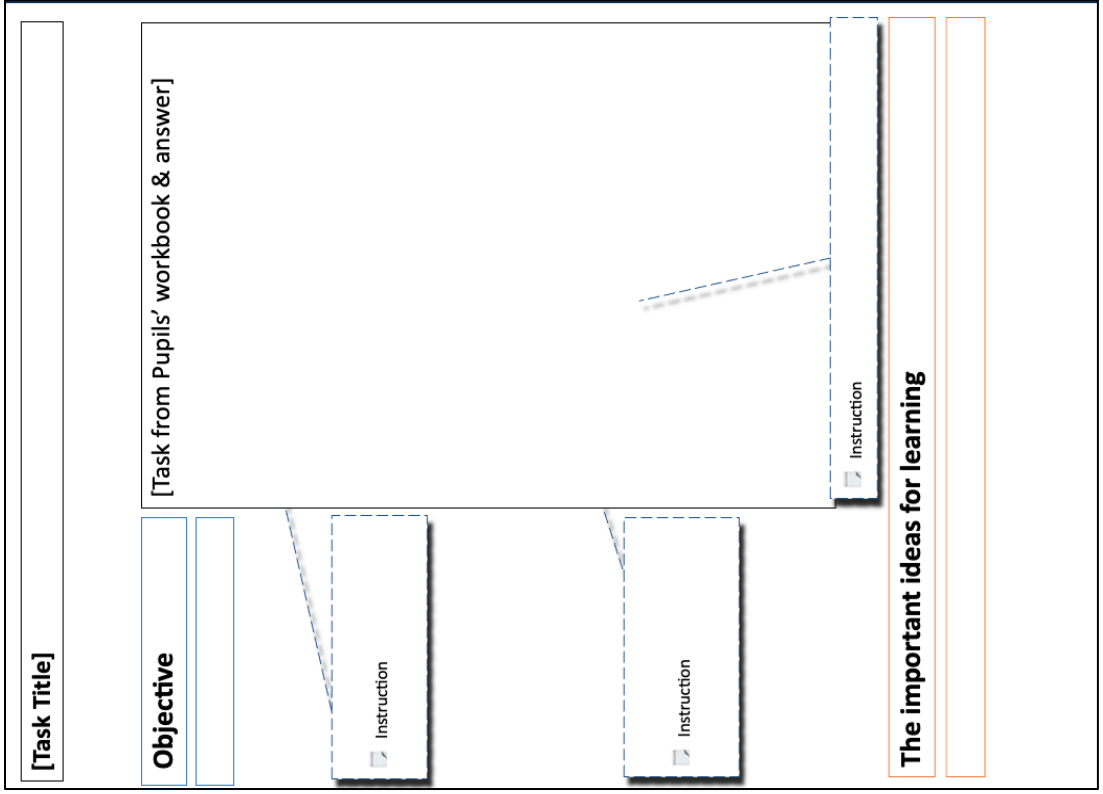 [Task Title]
Objective
[Task from Pupils’ workbook & answer]
Instruction
Instruction
Instruction
The important ideas for learning